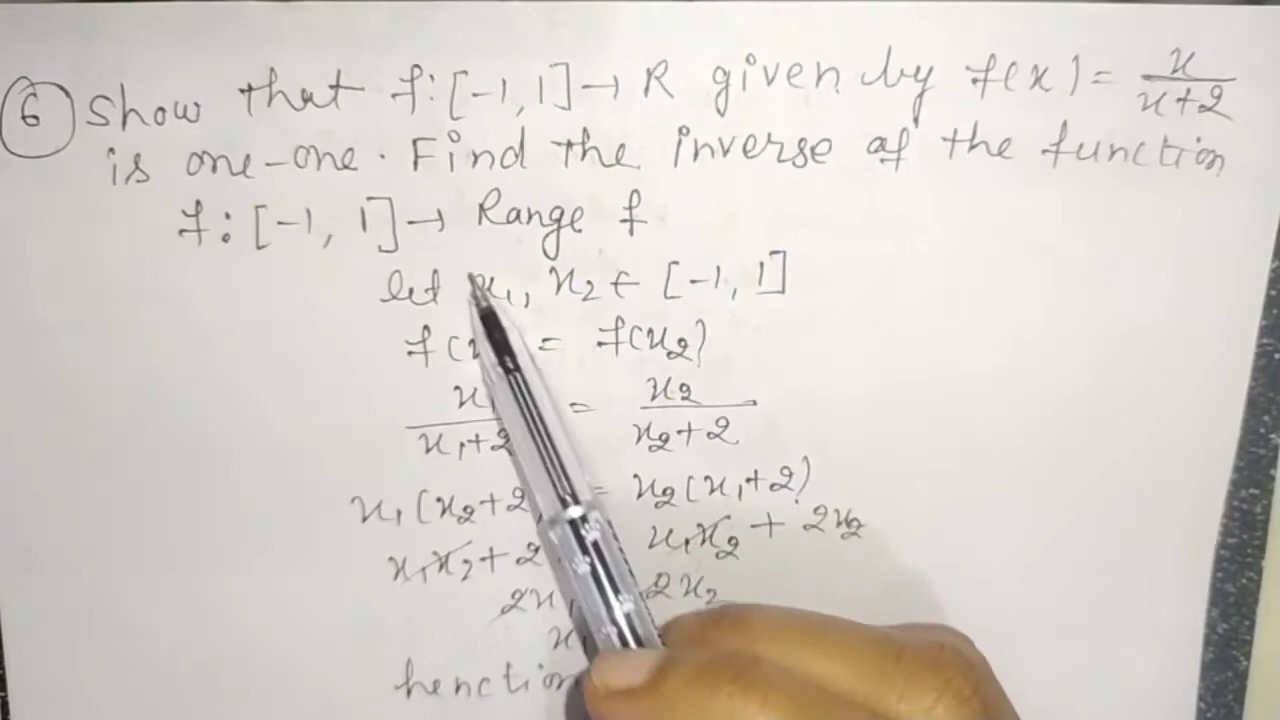 6 Show that f: [-1, 1] → R given by f(x) = x/(x+2)
is one-one. Find the inverse of the function
f: [-1, 1] → Range f
let x₁, x₂ ∈ [-1, 1]
f(x = f(x₂)
x₁/(x₁+2 = x₂/(x₂+2)
x₁(x₂+2 = x₂(x₁+2)
x₁x₂+2 x₁x₂ + 2x₂
2x₁ 2x₂
x